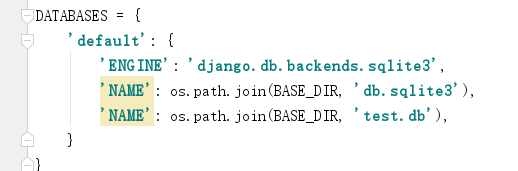 DATABASES = {
    'default': {
        'ENGINE': 'django.db.backends.sqlite3',
        'NAME': os.path.join(BASE_DIR, 'db.sqlite3'),
        'NAME': os.path.join(BASE_DIR, 'test.db'),
    }
}